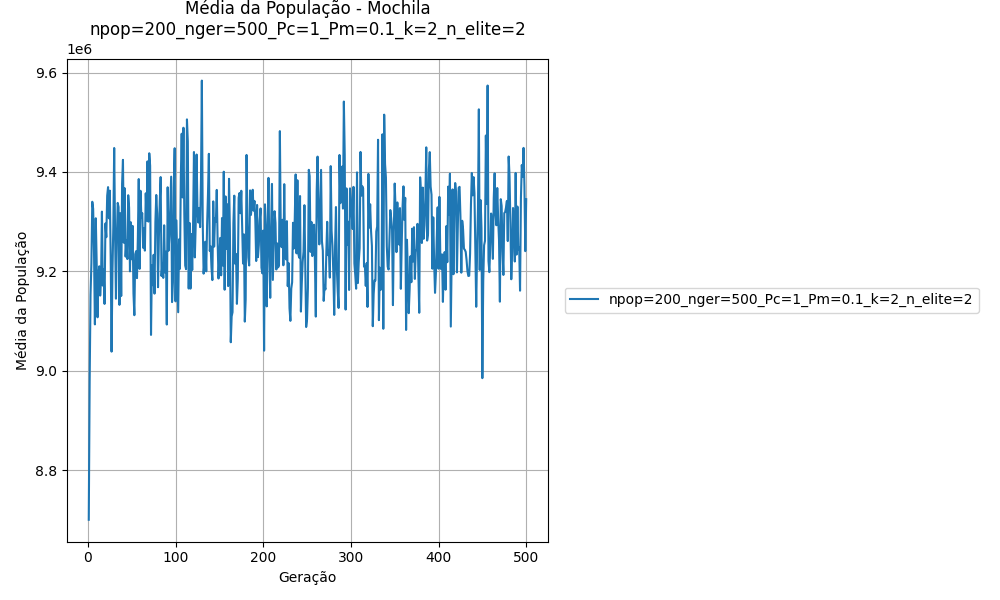 Média da População - Mochila
npop=200_nger=500_Pc=1_Pm=0.1_k=2_n_elite=2
1e6
9.6
9.4
9.2
9.0
8.8
Média da População
0 100 200 300 400 500
Geração
npop=200_nger=500_Pc=1_Pm=0.1_k=2_n_elite=2